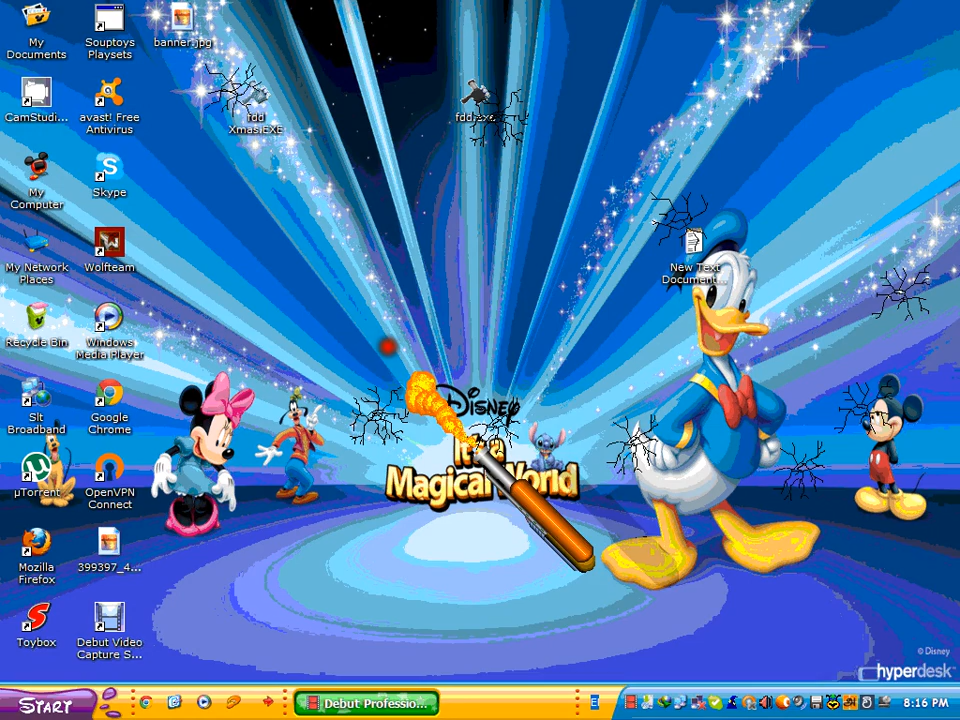 My
Documents
Souptoys
Playsets
banner.jpg
CamStudi...
avast! Free
Antivirus
fdd
Xmas.EXE
fdd.exe
My
Computer
Skype
My Network
Places
Wolfteam
New Text
Document...
Recycle Bin
Windows
Media Player
Slt
Broadband
Google
Chrome
µTorrent
OpenVPN
Connect
Mozilla
Firefox
399397_4...
Toybox
Debut Video
Capture S...
Disney
It's a
Magical World
© Disney
hyperdesk
START
Debut Professio...
8:16 PM